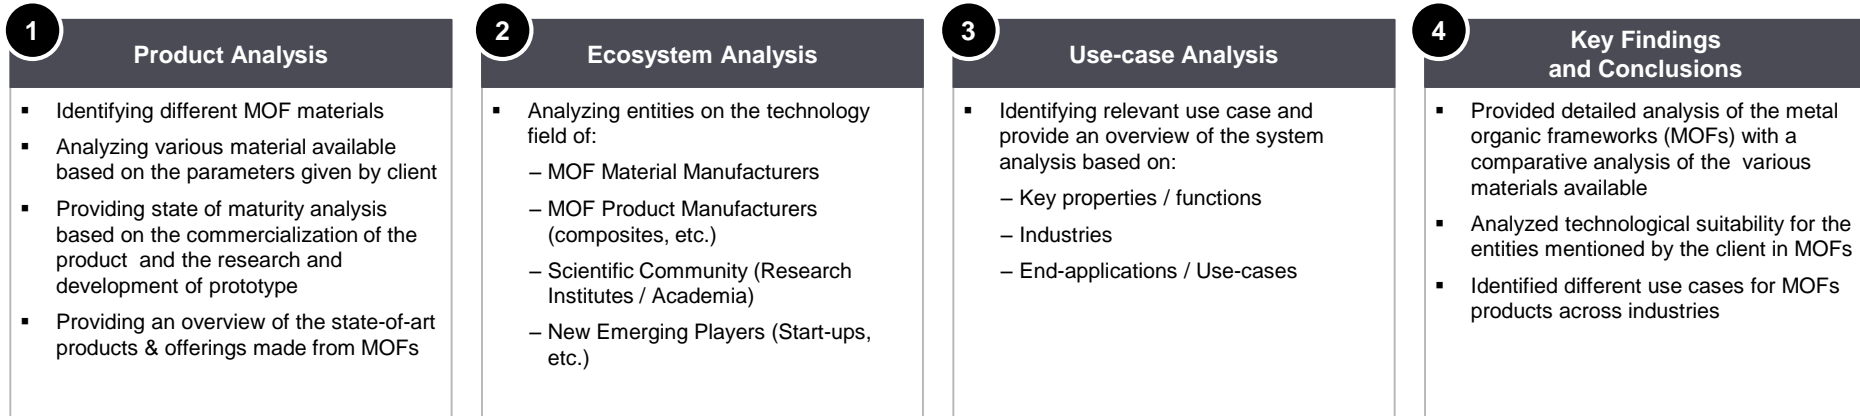 1
Product Analysis
▪ Identifying different MOF materials
▪ Analyzing various material available
based on the parameters given by client
▪ Providing state of maturity analysis
based on the commercialization of the
product  and the research and
development of prototype
▪ Providing an overview of the state-of-art
products & offerings made from MOFs
2
Ecosystem Analysis
▪ Analyzing entities on the technology
field of:
– MOF Material Manufacturers
– MOF Product Manufacturers
(composites, etc.)
– Scientific Community (Research
Institutes / Academia)
– New Emerging Players (Start-ups,
etc.)
3
Use-case Analysis
▪ Identifying relevant use case and
provide an overview of the system
analysis based on:
– Key properties / functions
– Industries
– End-applications / Use-cases
4
Key Findings
and Conclusions
▪ Provided detailed analysis of the metal
organic frameworks (MOFs) with a
comparative analysis of the  various
materials available
▪ Analyzed technological suitability for the
entities mentioned by the client in MOFs
▪ Identified different use cases for MOFs
products across industries